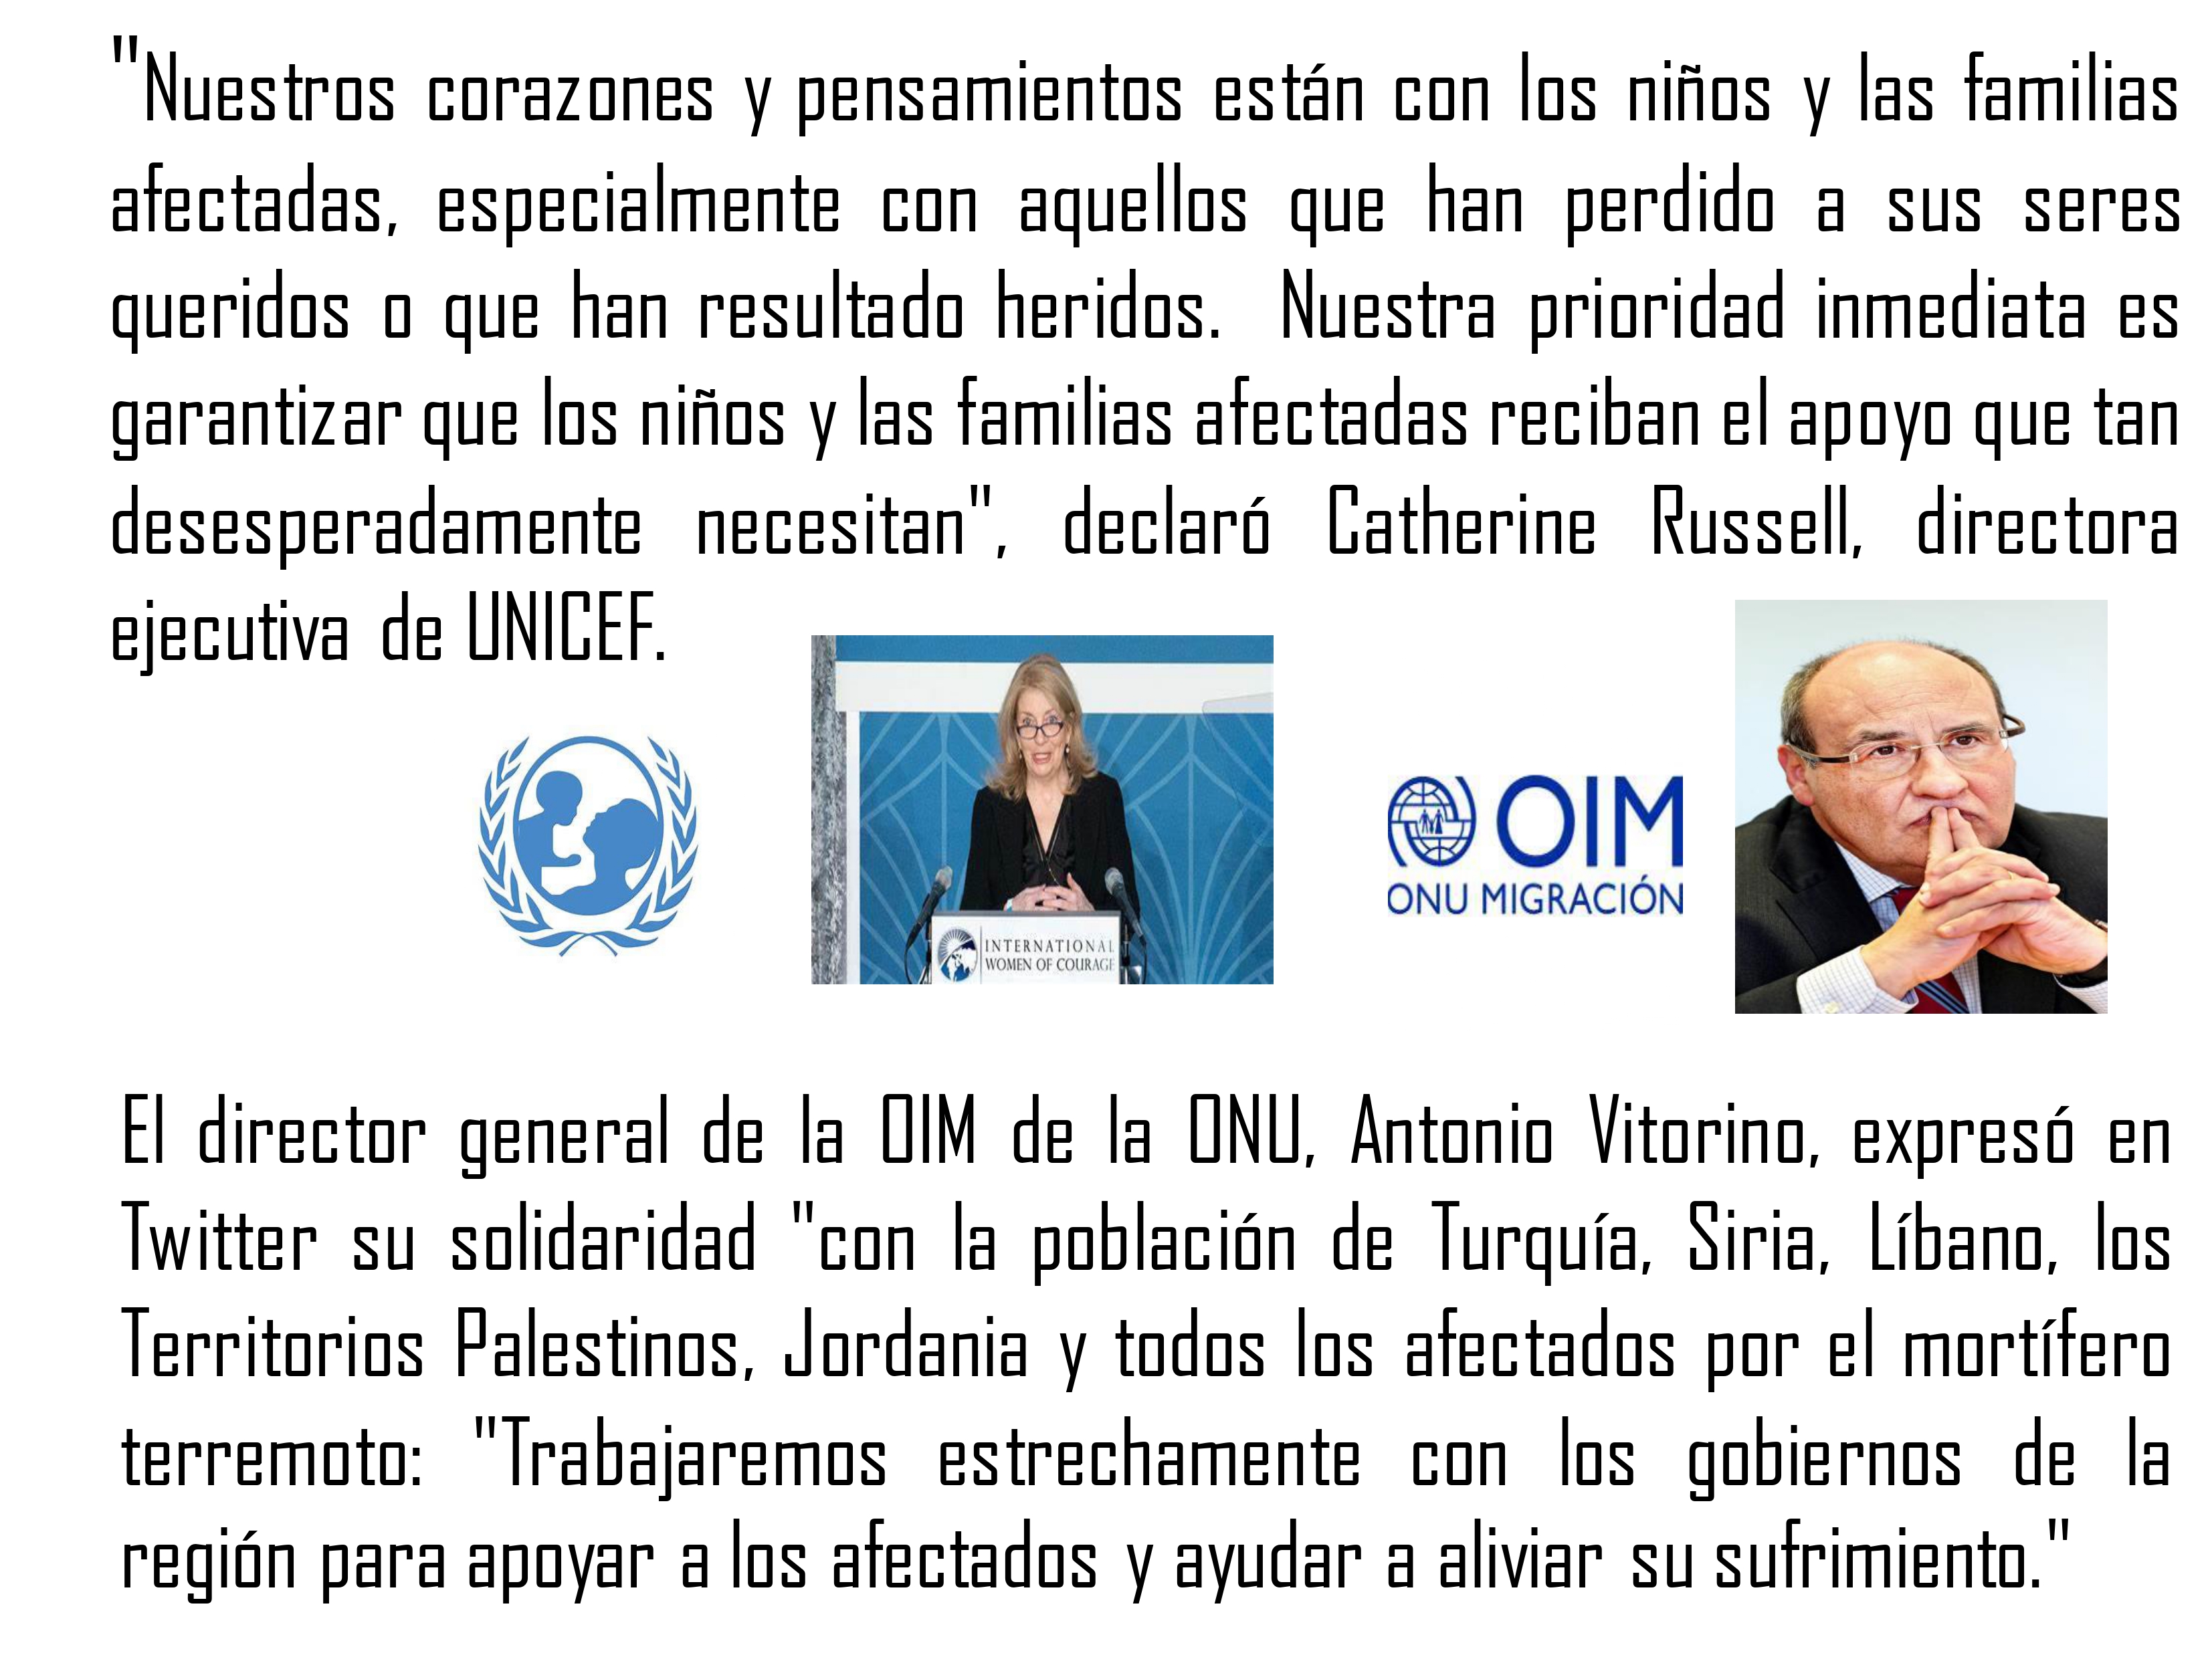 "Nuestros corazones y pensamientos están con los niños y las familias
afectadas, especialmente con aquellos que han perdido a sus seres
queridos o que han resultado heridos. Nuestra prioridad inmediata es
garantizar que los niños y las familias afectadas reciban el apoyo que tan
desesperadamente necesitan", declaró Catherine Russell, directora
ejecutiva de UNICEF.
INTERNATIONAL
WOMEN OF COURAGE
OIM
ONU MIGRACIÓN
El director general de la OIM de la ONU, Antonio Vitorino, expresó en
Twitter su solidaridad "con la población de Turquía, Siria, Líbano, los
Territorios Palestinos, Jordania y todos los afectados por el mortífero
terremoto: "Trabajaremos estrechamente con los gobiernos de la
región para apoyar a los afectados y ayudar a aliviar su sufrimiento."